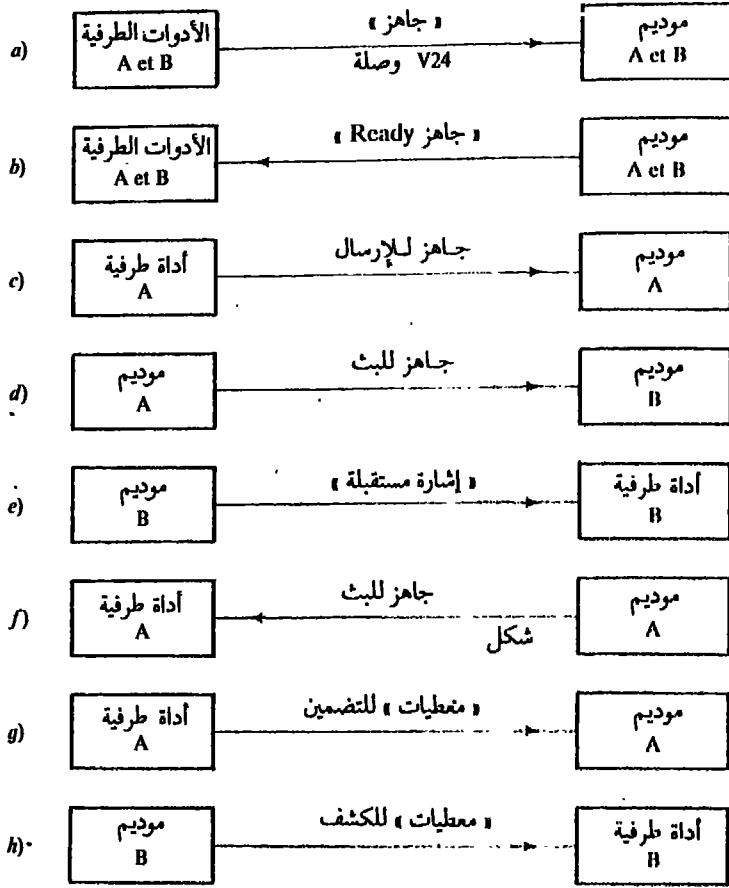 a)
الأدوات الطرفية
A et B
« جاهز »
V24 وصلة
موديم
A et B
b)
الأدوات الطرفية
A et B
« جاهز Ready »
موديم
A et B
c)
أداة طرفية
A
جاهز للإرسال
موديم
A
d)
موديم
A
جاهز للبث
موديم
B
e)
موديم
B
« إشارة مستقبلة »
أداة طرفية
B
f)
أداة طرفية
A
جاهز للبث
شكل
موديم
A
g)
أداة طرفية
A
« معطيات » للتضمين
موديم
A
h)
موديم
B
« معطيات » للكشف
أداة طرفية
B